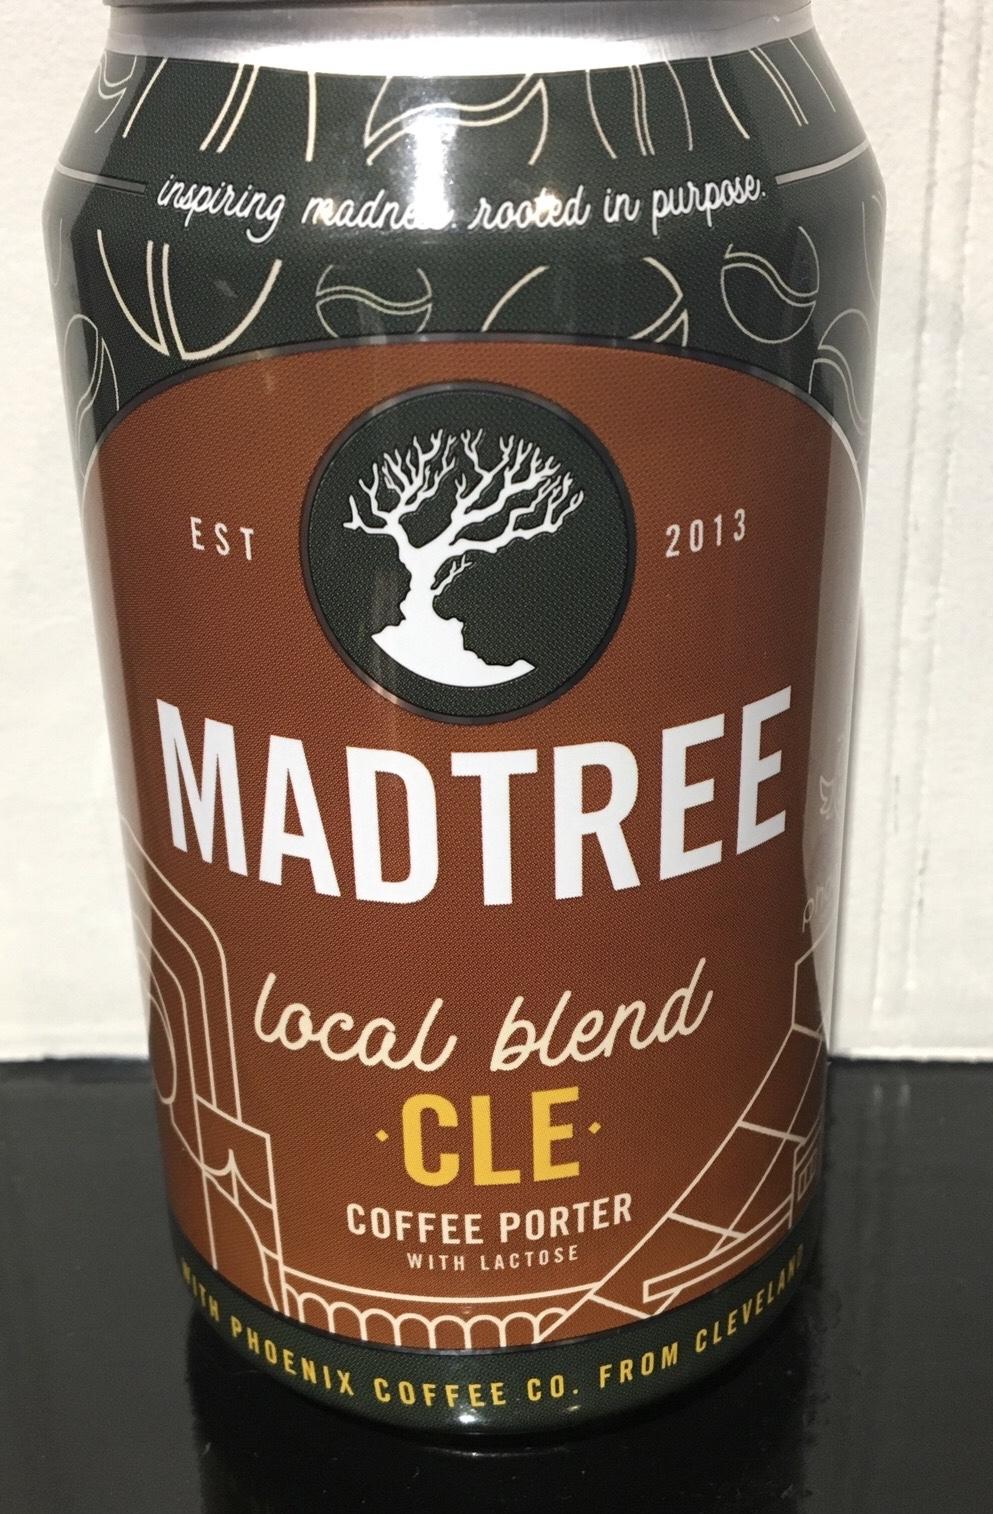 inspiring madness rooted in purpose.
EST 2013
MADTREE
local blend
·CLE·
COFFEE PORTER
WITH LACTOSE
WITH PHOENIX COFFEE CO. FROM CLEVELAND